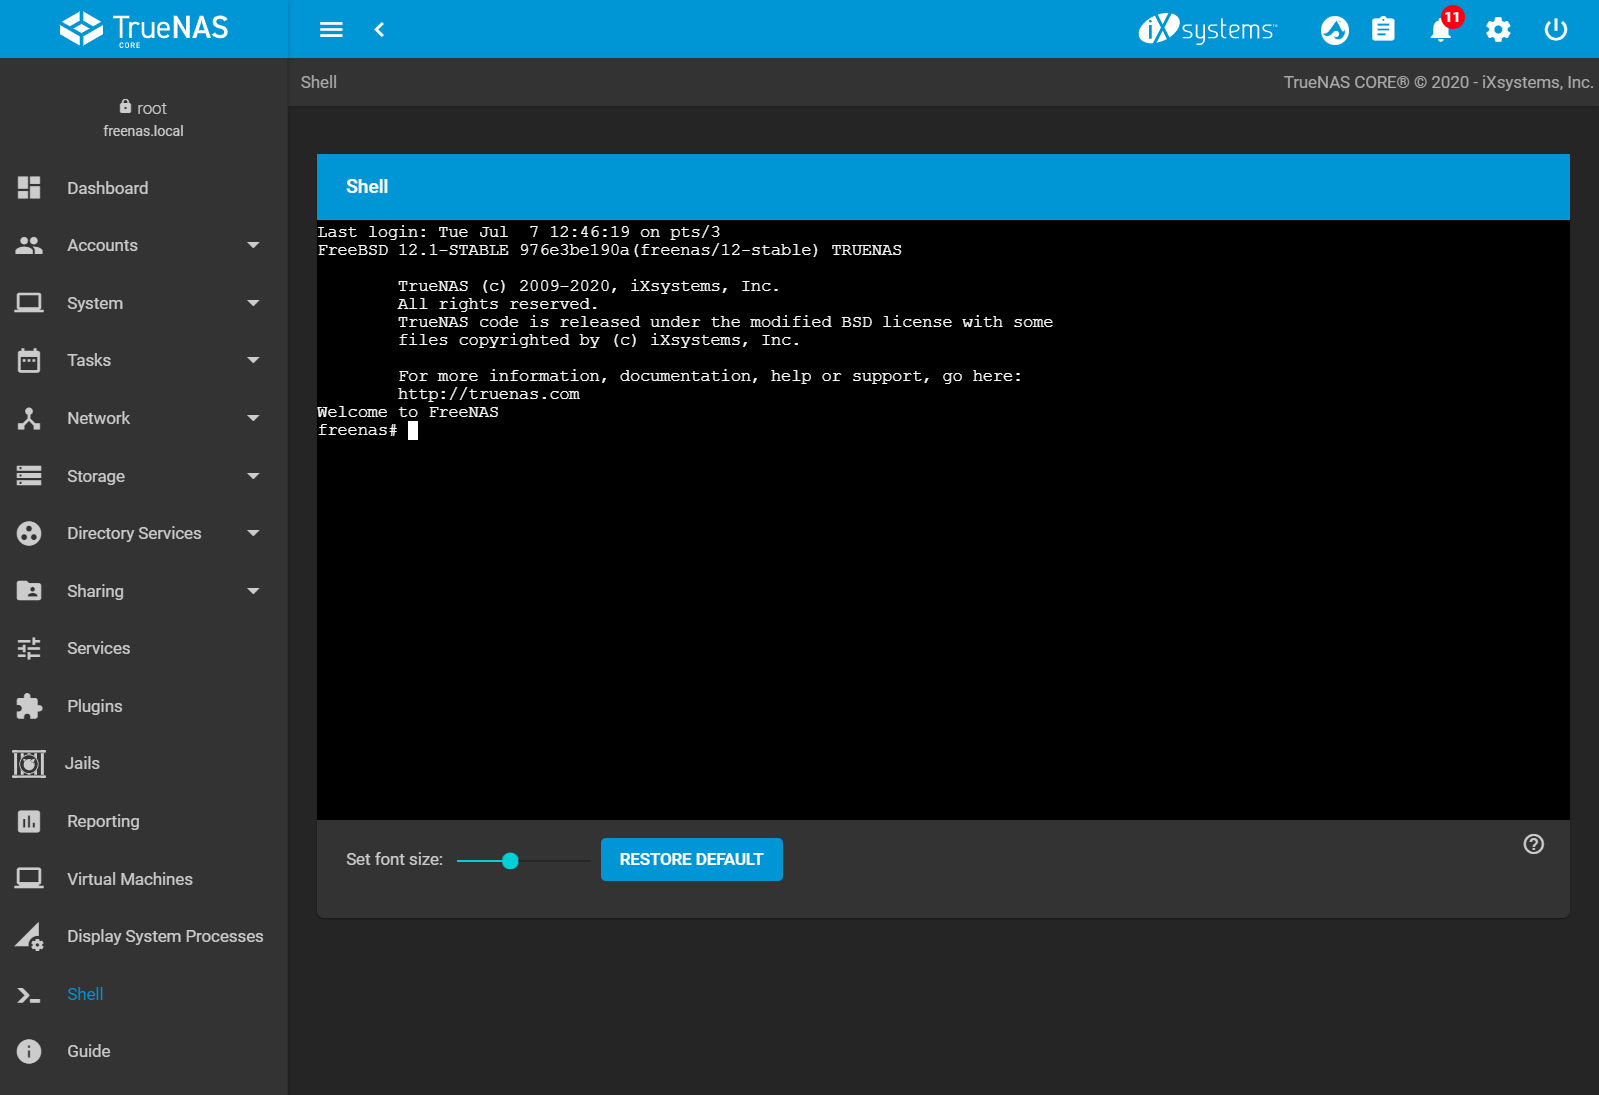 TrueNAS
CORE
iXsystems™
11
root
freenas.local
Dashboard
Accounts
System
Tasks
Network
Storage
Directory Services
Sharing
Services
Plugins
Jails
Reporting
Virtual Machines
Display System Processes
Shell
Guide
Shell
TrueNAS CORE® © 2020 - iXsystems, Inc.
Shell
Last login: Tue Jul  7 12:46:19 on pts/3
FreeBSD 12.1-STABLE 976e3be190a(freenas/12-stable) TRUENAS
TrueNAS (c) 2009-2020, iXsystems, Inc.
All rights reserved.
TrueNAS code is released under the modified BSD license with some
files copyrighted by (c) iXsystems, Inc.
For more information, documentation, help or support, go here:
http://truenas.com
Welcome to FreeNAS
freenas#
Set font size:
RESTORE DEFAULT